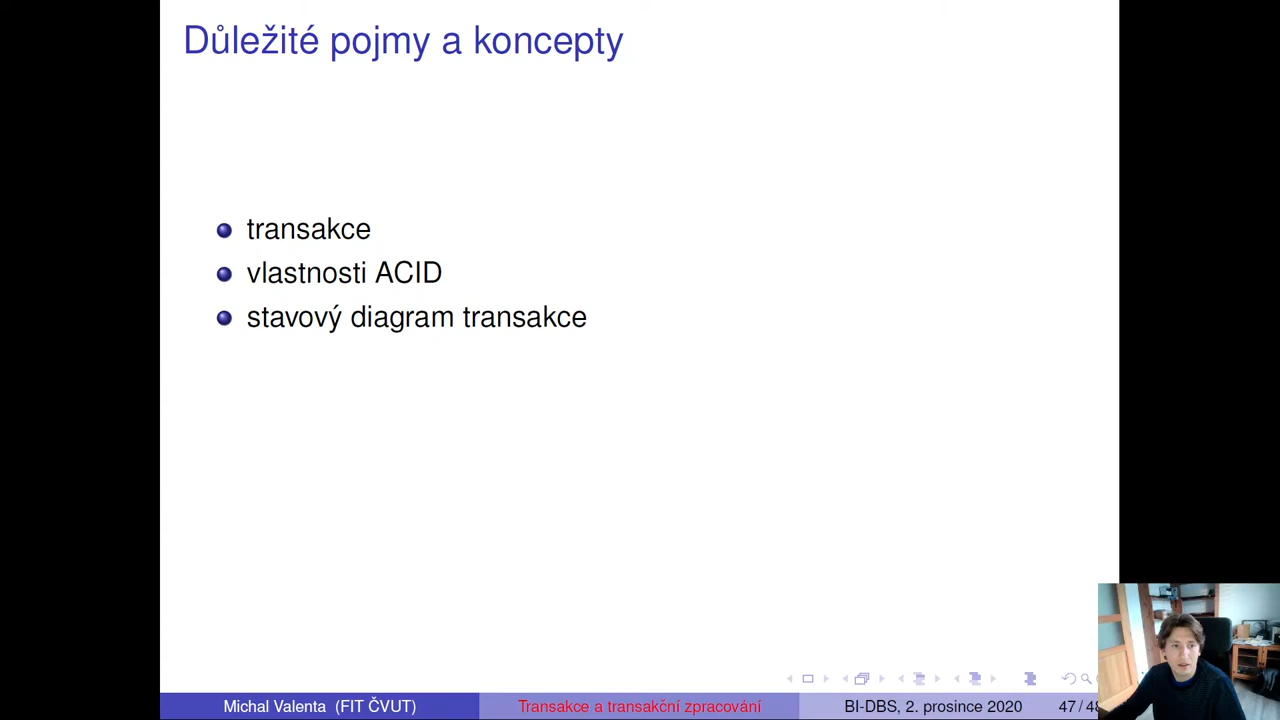 Důležité pojmy a koncepty
transakce
vlastnosti ACID
stavový diagram transakce
Michal Valenta (FIT ČVUT)
Transakce a transakční zpracování
BI-DBS, 2. prosince 2020
47 / 48